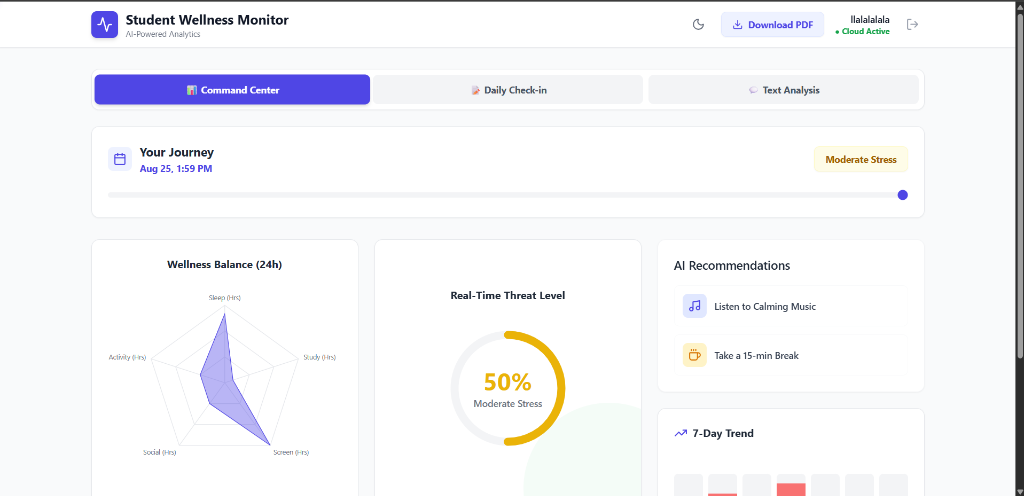 Student Wellness Monitor
AI-Powered Analytics
Download PDF
llalalalala
Cloud Active
Command Center
Daily Check-in
Text Analysis
Your Journey
Aug 25, 1:59 PM
Moderate Stress
Wellness Balance (24h)
Sleep (Hrs)
Activity (Hrs)
Study (Hrs)
Social (Hrs)
Screen (Hrs)
Real-Time Threat Level
50%
Moderate Stress
AI Recommendations
Listen to Calming Music
Take a 15-min Break
7-Day Trend